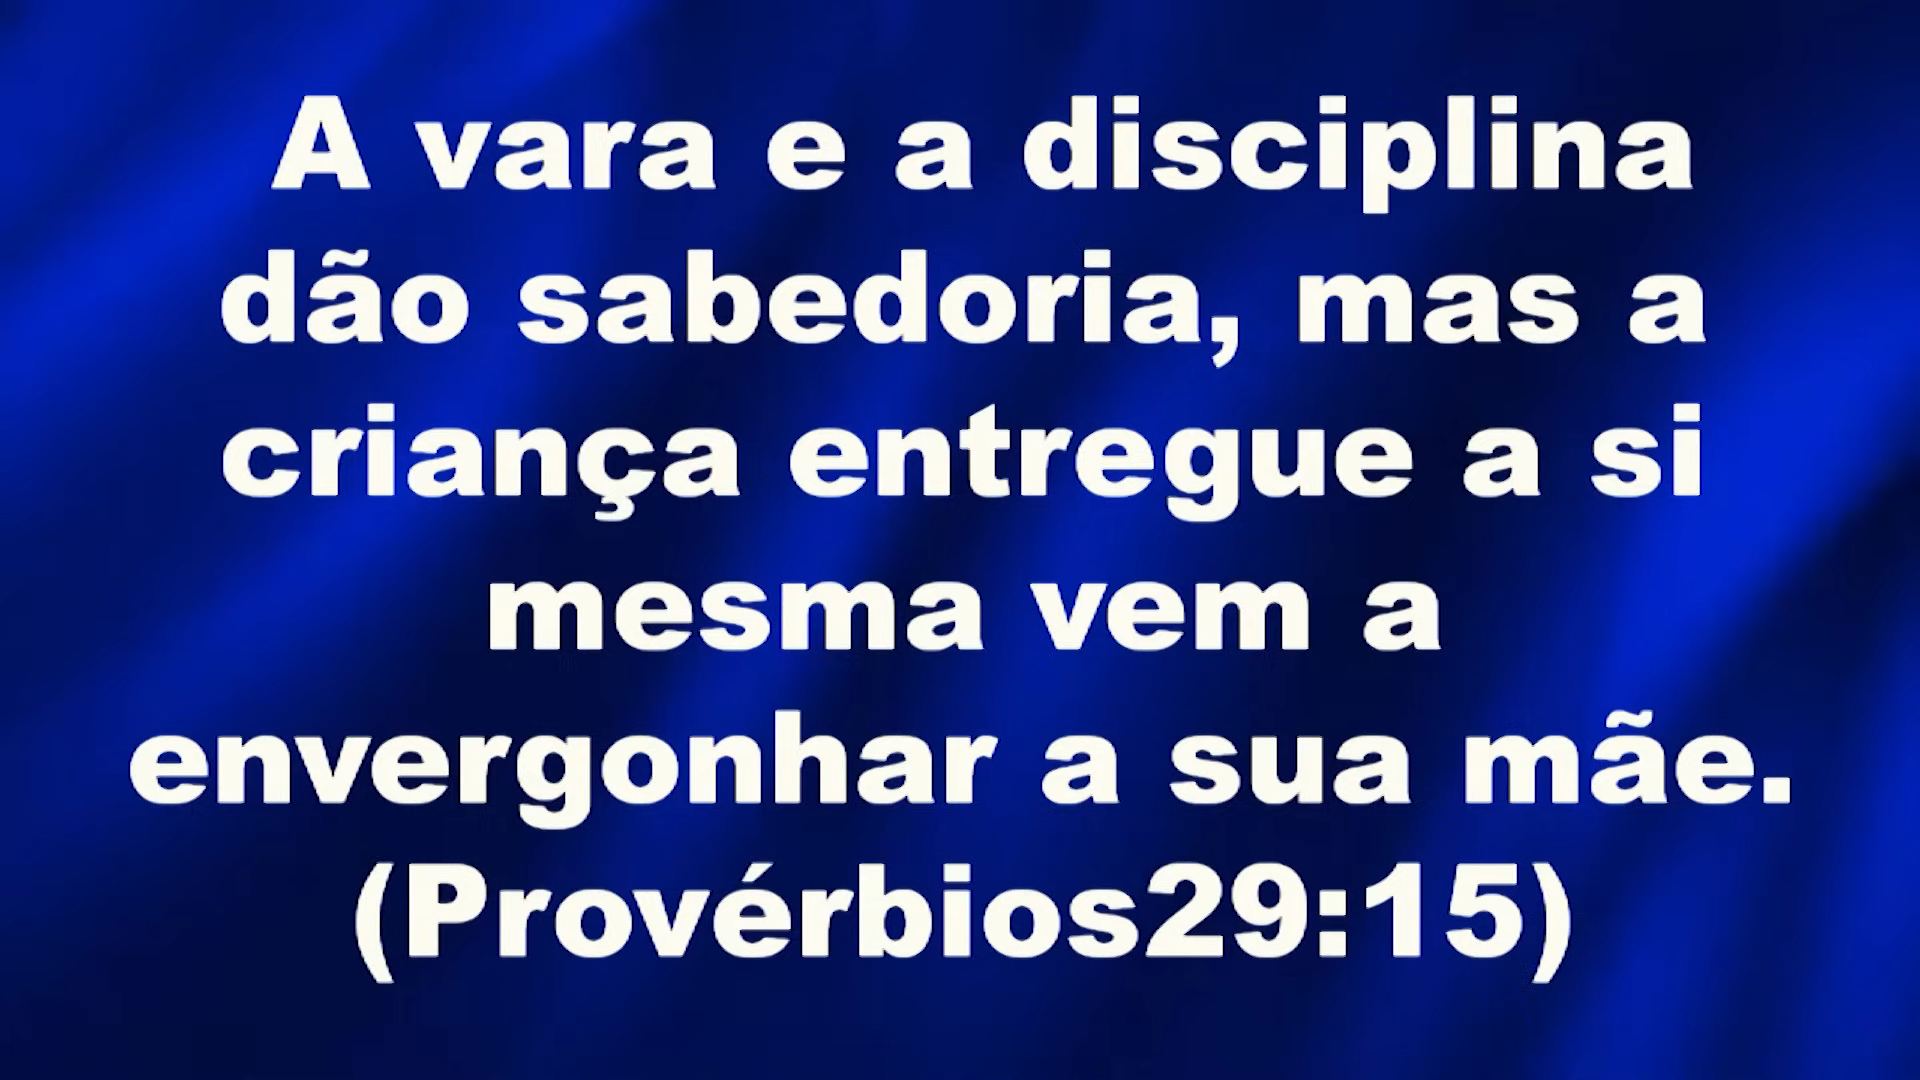 A vara e a disciplina
dão sabedoria, mas a
criança entregue a si
mesma vem a
envergonhar a sua mãe.
(Provérbios29:15)